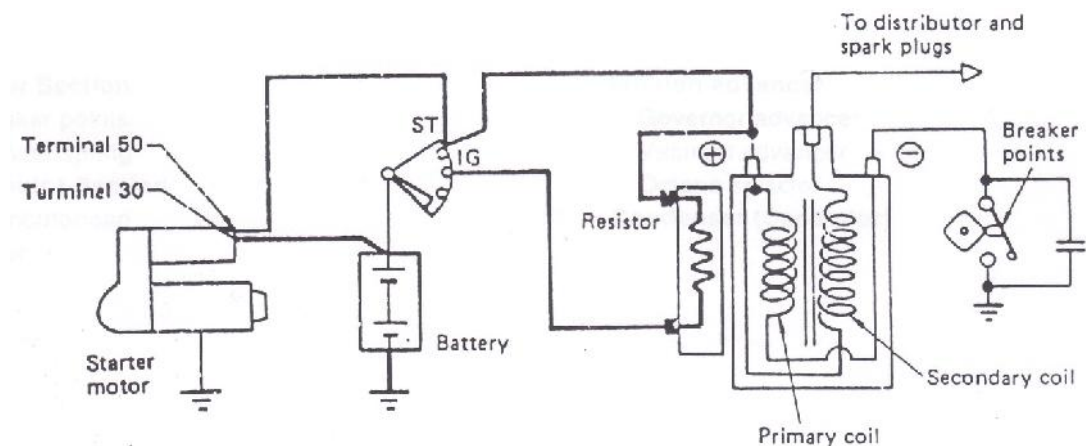 To distributor and
spark plugs
ST
IG
Terminal 50
Turminal 30
+
−
Breaker
points
Resistor
Battery
Starter
motor
Secondary coil
Primary coil